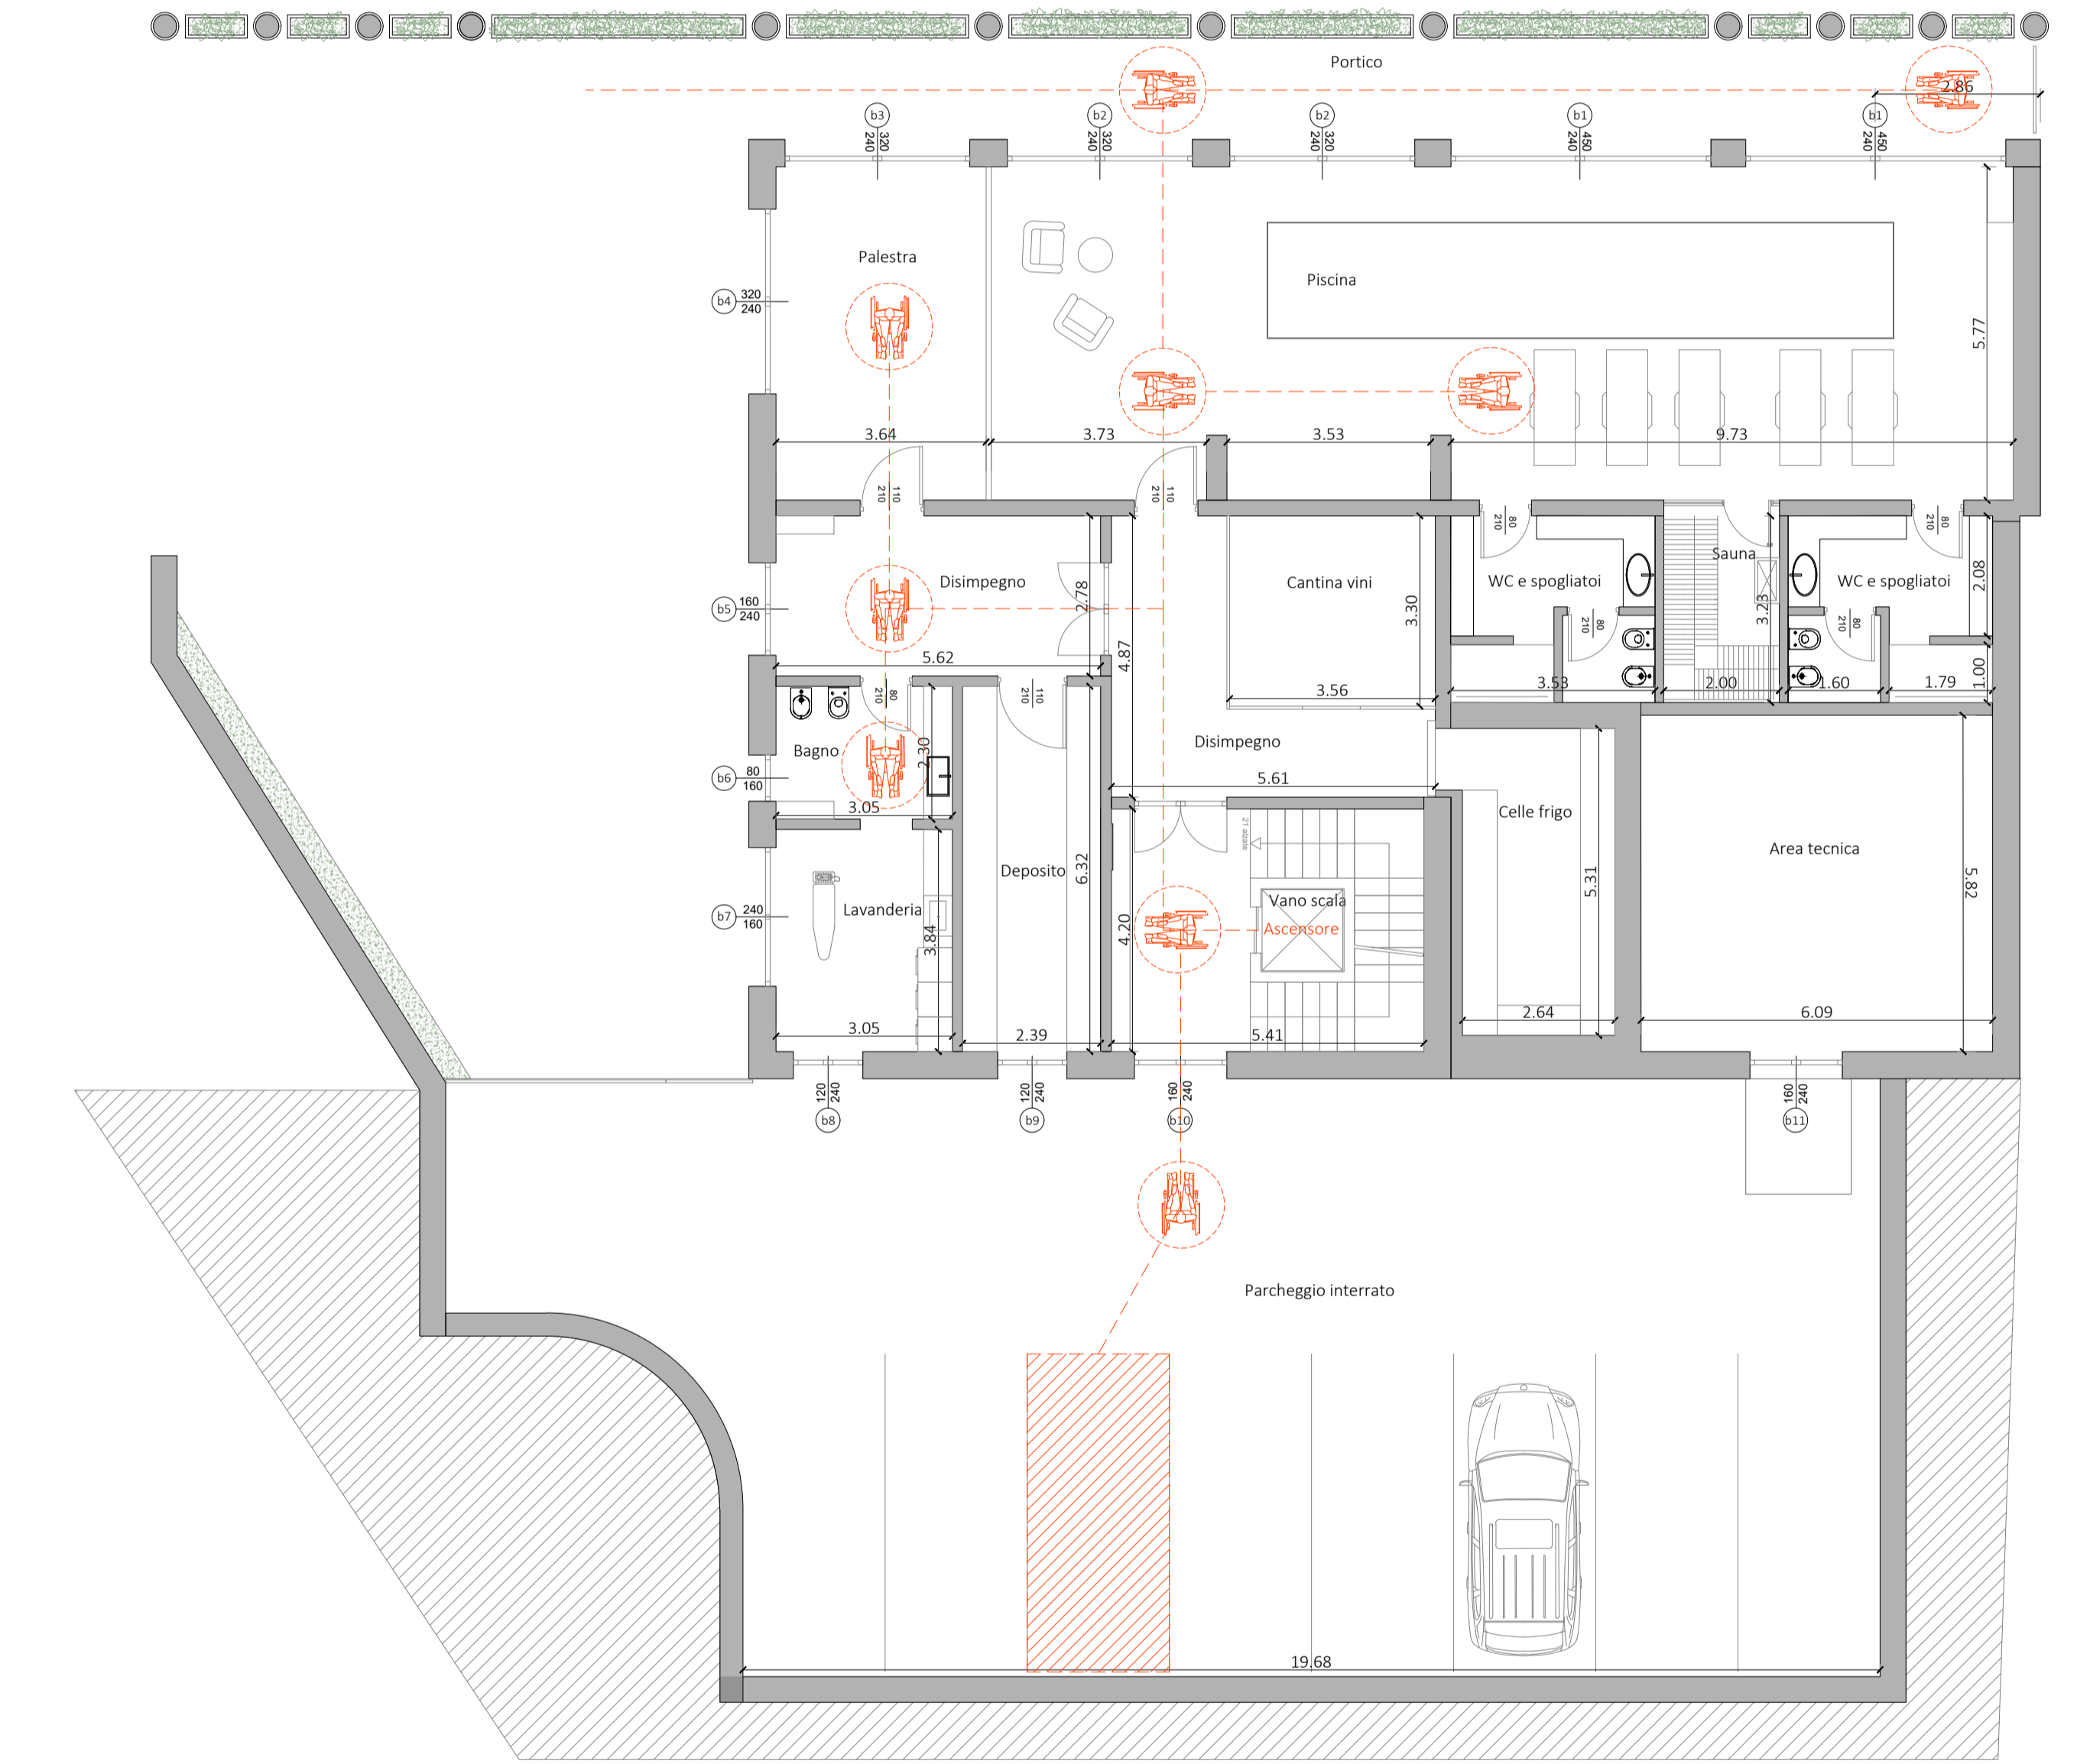 Portico
2.86
b3
320
240
b2
320
240
b2
320
240
b1
450
240
b1
450
240
Palestra
Piscina
b4
320
240
5.77
3.64
3.73
3.53
9.73
110
210
110
210
80
210
80
210
Disimpegno
2.78
Cantina vini
3.30
WC e spogliatoi
Sauna
WC e spogliatoi
2.08
b5
160
240
3.23
80
210
80
210
4.87
5.62
3.56
3.53
2.00
1.60
1.79
1.00
80
210
110
210
Bagno
2.30
Disimpegno
b6
80
160
5.61
3.05
Celle frigo
21 alzate
Area tecnica
Deposito
6.32
5.31
5.82
b7
240
160
Lavanderia
3.84
4.20
Vano scala
Ascensore
3.05
2.39
5.41
2.64
6.09
120
240
b8
120
240
b9
160
240
b10
160
240
b11
Parcheggio interrato
19.68